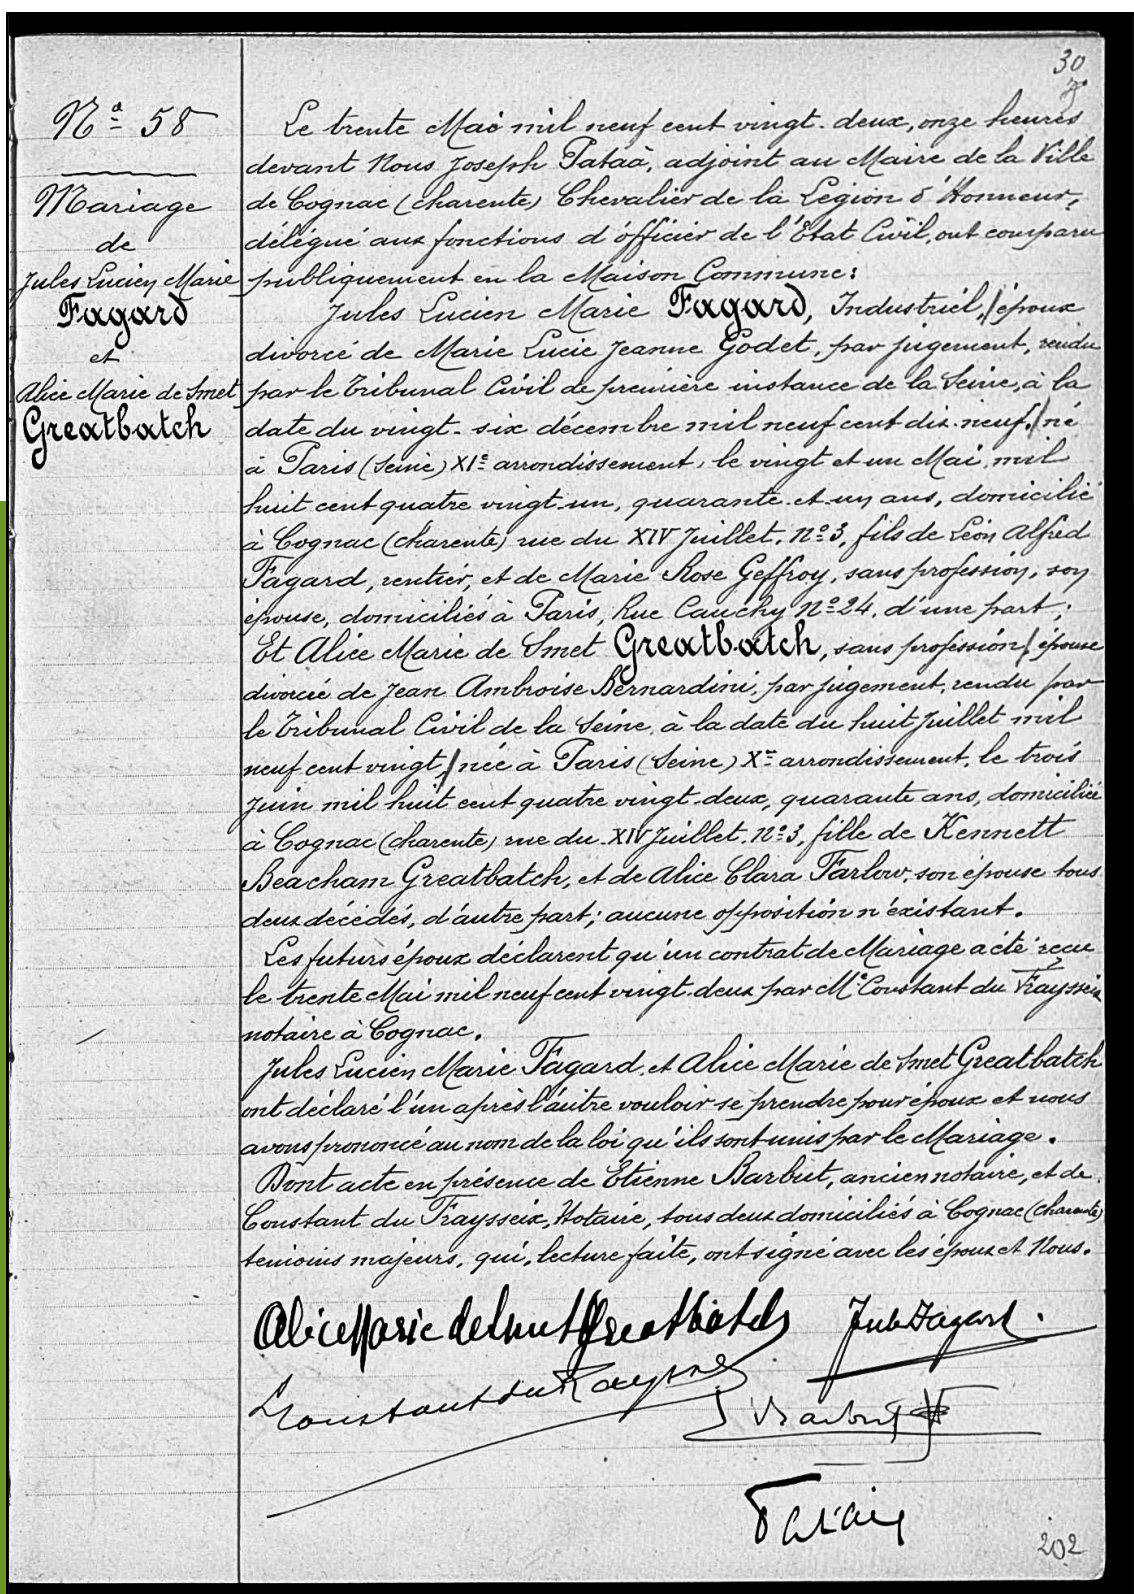 30
Nº 58
Mariage
de
Jules Lucien Marie
Fagard
et
Alice Marie de Smet
Greatbatch
Le trente Mai mil neuf cent vingt-deux, onze heures
devant Nous Joseph Pataà, adjoint au Maire de la Ville
de Cognac (charente) Chevalier de la Légion d'Honneur,
délégué aux fonctions d'officier de l'Etat Civil, ont comparu
publiquement en la Maison Commune:
Jules Lucien Marie Fagard, Industriel, / époux
divorcé de Marie Lucie Jeanne Godet, par jugement, rendu
par le Tribunal Civil de première instance de la Seine, à la
date du vingt-six décembre mil neuf cent dix-neuf, / né
à Paris (Seine) XIe arrondissement, le vingt et un Mai, mil
huit cent quatre vingt-un, quarante-et-un ans, domicilié
à Cognac (charente) rue du XIV Juillet, Nº 3, fils de Léon Alfred
Fagard, rentier, et de Marie Rose Geffroy, sans profession, son
épouse, domiciliés à Paris, Rue Cauchy Nº 24, d'une part;
Et Alice Marie de Smet Greatbatch, sans profession / épouse
divorcée de Jean Ambroise Bernardini, par jugement, rendu par
le Tribunal Civil de la Seine, à la date du huit Juillet mil
neuf cent vingt, / née à Paris (Seine) Xe arrondissement, le trois
Juin mil huit cent quatre vingt-deux, quarante ans, domiciliée
à Cognac (charente) rue du XIV Juillet, Nº 3, fille de Kennett
Beacham Greatbatch, et de Alice Clara Farlow, son épouse tous
deux décédés, d'autre part; aucune opposition n'existant.
Les futurs époux déclarent qu'un contrat de Mariage a été reçu
le trente Mai mil neuf cent vingt-deux par Me Constant du Fraysseix
notaire à Cognac.
Jules Lucien Marie Fagard, et Alice Marie de Smet Greatbatch
ont déclaré l'un après l'autre vouloir se prendre pour époux et nous
avons prononcé au nom de la loi qu'ils sont unis par le Mariage.
Dont acte en présence de Etienne Barbut, ancien notaire, et de
Constant du Fraysseix, Notaire, tous deux domiciliés à Cognac (charente)
temoins majeurs, qui, lecture faite, ont signé avec les époux et Nous.
Alice Marie de Smet Greatbatch Jules Fagard.
Constant du Fraysseix
Barbut
Pataà
202